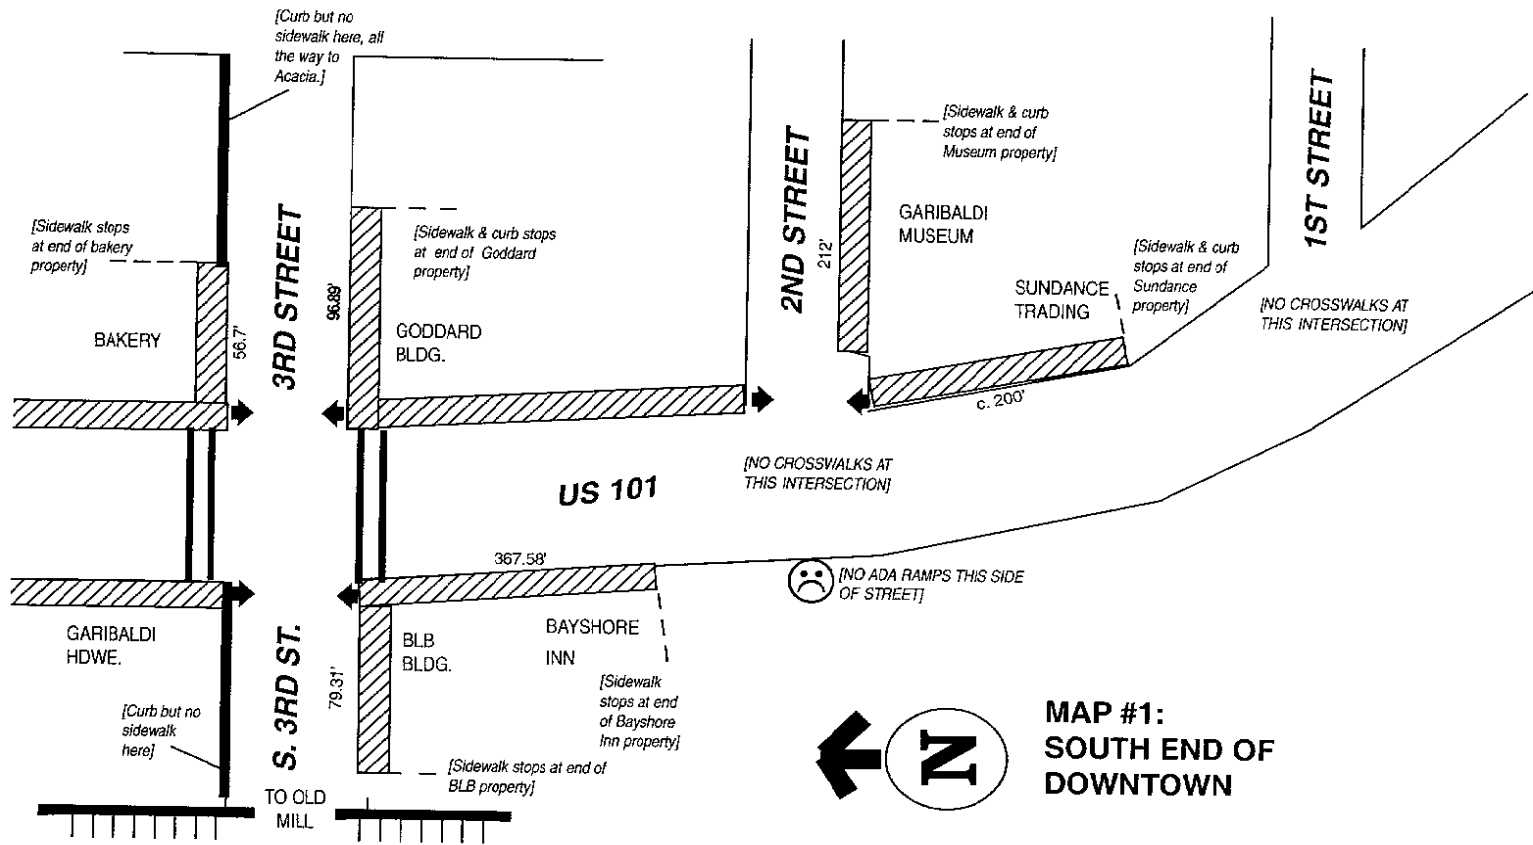 [Curb but no
sidewalk here, all
the way to
Acacia.]
[Sidewalk & curb
stops at end of
Museum property]
1ST STREET
2ND STREET
212'
GARIBALDI
MUSEUM
[Sidewalk stops
at end of bakery
property]
3RD STREET
[Sidewalk & curb stops
at end of Goddard
property]
[Sidewalk & curb
stops at end of
Sundance
property]
SUNDANCE
TRADING
[NO CROSSWALKS AT
THIS INTERSECTION]
BAKERY
56.7'
96.89'
GODDARD
BLDG.
c. 200'
[NO CROSSWALKS AT
THIS INTERSECTION]
US 101
367.58'
[NO ADA RAMPS THIS SIDE
OF STREET]
GARIBALDI
HDWE.
S. 3RD ST.
79.31'
BLB
BLDG.
BAYSHORE
INN
[Sidewalk
stops at end
of Bayshore
Inn property]
[Curb but no
sidewalk
here]
[Sidewalk stops at end of
BLB property]
TO OLD
MILL
N
MAP #1:
SOUTH END OF
DOWNTOWN